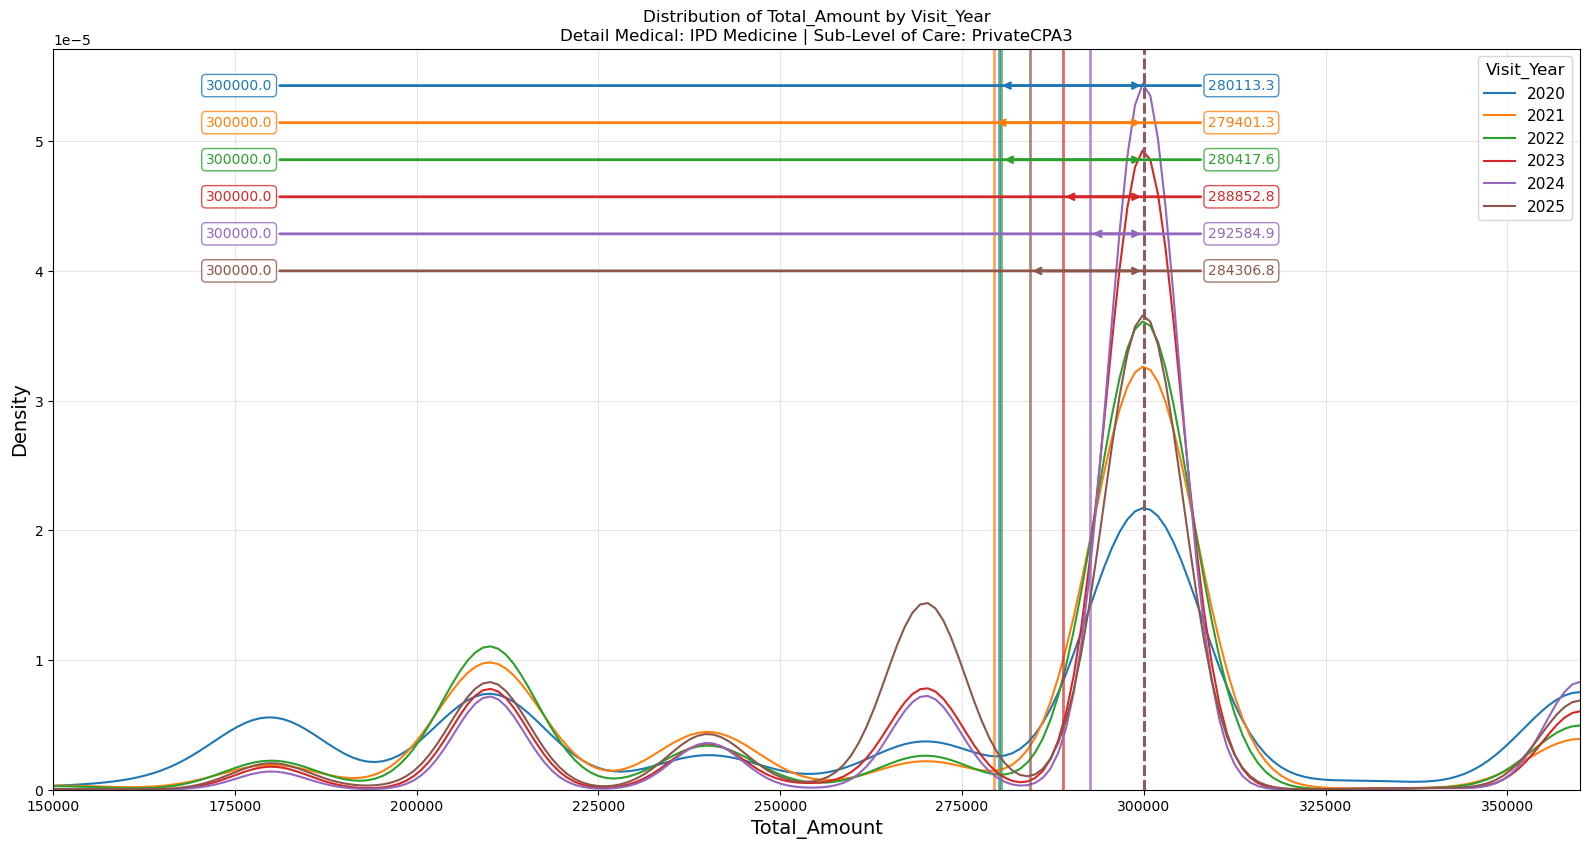 Distribution of Total_Amount by Visit_Year
Detail Medical: IPD Medicine | Sub-Level of Care: PrivateCPA3
1e−5
Visit_Year
2020
2021
2022
2023
2024
2025
300000.0 280113.3
300000.0 279401.3
300000.0 280417.6
300000.0 288852.8
300000.0 292584.9
300000.0 284306.8
Density
5
4
3
2
1
0
150000 175000 200000 225000 250000 275000 300000 325000 350000
Total_Amount